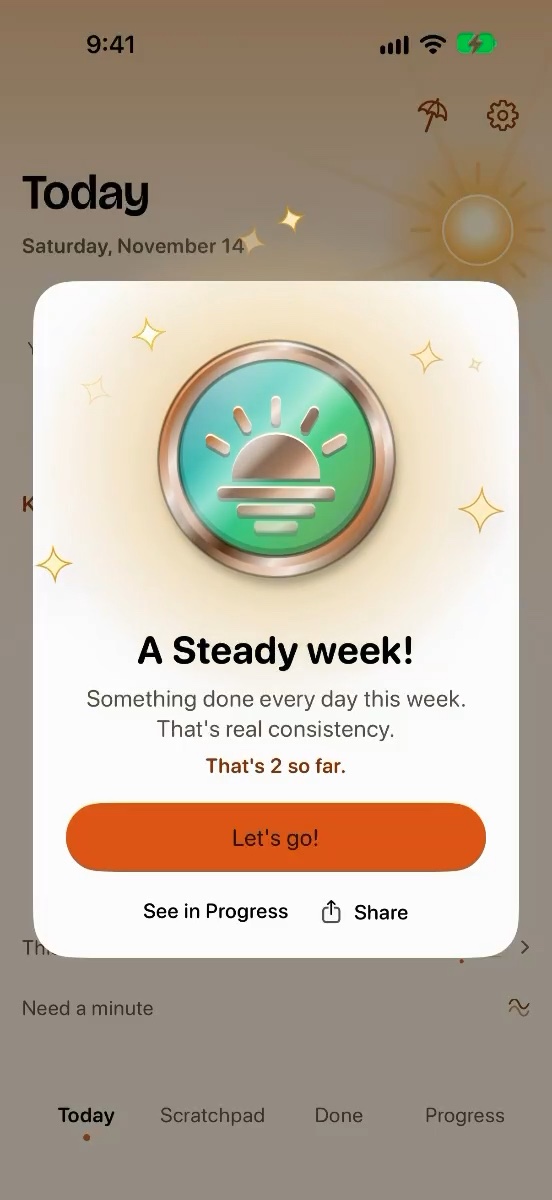 9:41
Today
Saturday, November 14
A Steady week!
Something done every day this week.
That's real consistency.
That's 2 so far.
Let's go!
See in Progress
Share
Need a minute
Today
Scratchpad
Done
Progress